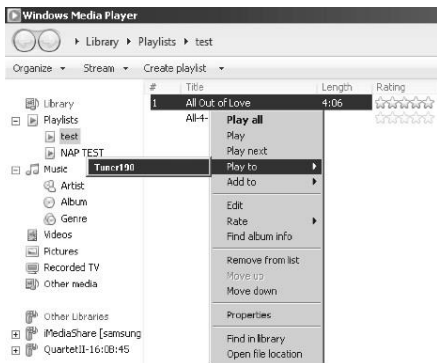 Windows Media Player
Library Playlists test
Organize Stream Create playlist
# Title Length Rating
1 All Out of Love 4:06
All-4-
Library
Playlists
test
NAP TEST
Music
Artist
Album
Genre
Videos
Pictures
Recorded TV
Other media
Other Libraries
iMediaShare [samsung
QuartetII-16:0B:45
Tuner190
Play all
Play
Play next
Play to
Add to
Edit
Rate
Find album info
Remove from list
Move up
Move down
Properties
Find in library
Open file location